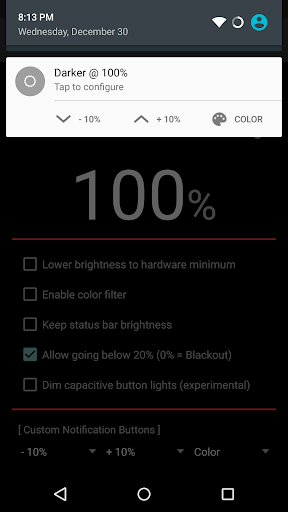 8:13 PM
Wednesday, December 30
Darker @ 100%
Tap to configure
- 10%
+ 10%
COLOR
100%
Lower brightness to hardware minimum
Enable color filter
Keep status bar brightness
Allow going below 20% (0% = Blackout)
Dim capacitive button lights (experimental)
[ Custom Notification Buttons ]
- 10%
+ 10%
Color